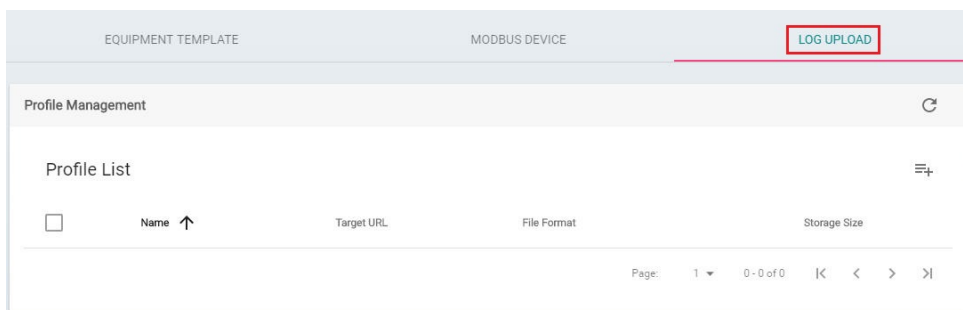 EQUIPMENT TEMPLATE MODBUS DEVICE LOG UPLOAD
Profile Management
Profile List
Name Target URL File Format Storage Size
Page: 1 0 - 0 of 0